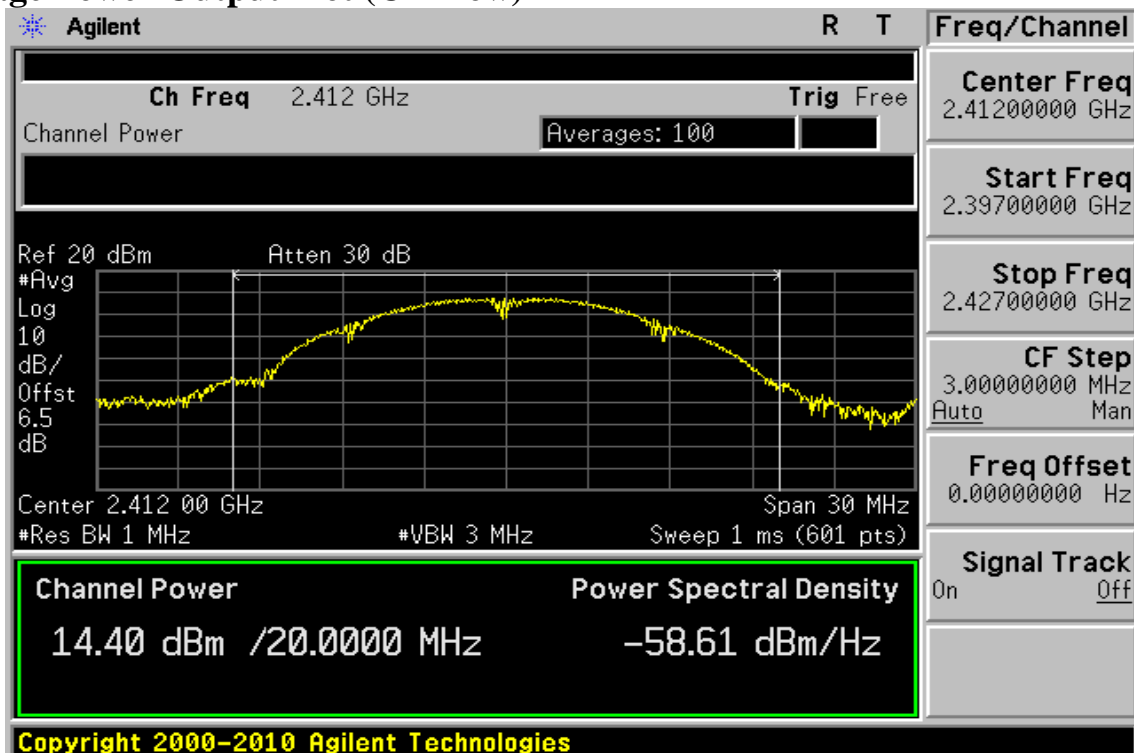 Agilent R T
Ch Freq 2.412 GHz Trig Free
Channel Power Averages: 100
Ref 20 dBm Atten 30 dB
#Avg
Log
10
dB/
Offst
6.5
dB
Center 2.412 00 GHz Span 30 MHz
#Res BW 1 MHz #VBW 3 MHz Sweep 1 ms (601 pts)
Channel Power Power Spectral Density
14.40 dBm /20.0000 MHz -58.61 dBm/Hz
Copyright 2000-2010 Agilent Technologies
Freq/Channel
Center Freq
2.41200000 GHz
Start Freq
2.39700000 GHz
Stop Freq
2.42700000 GHz
CF Step
3.00000000 MHz
Auto Man
Freq Offset
0.00000000 Hz
Signal Track
On Off